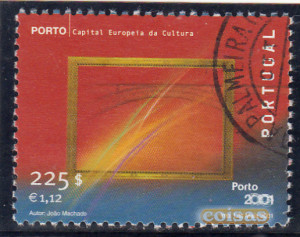 PORTO Capital Europeia da Cultura
PORTUGAL
PALMEIRA
225$
€1,12
Autor: João Machado
Porto
2001
coisas